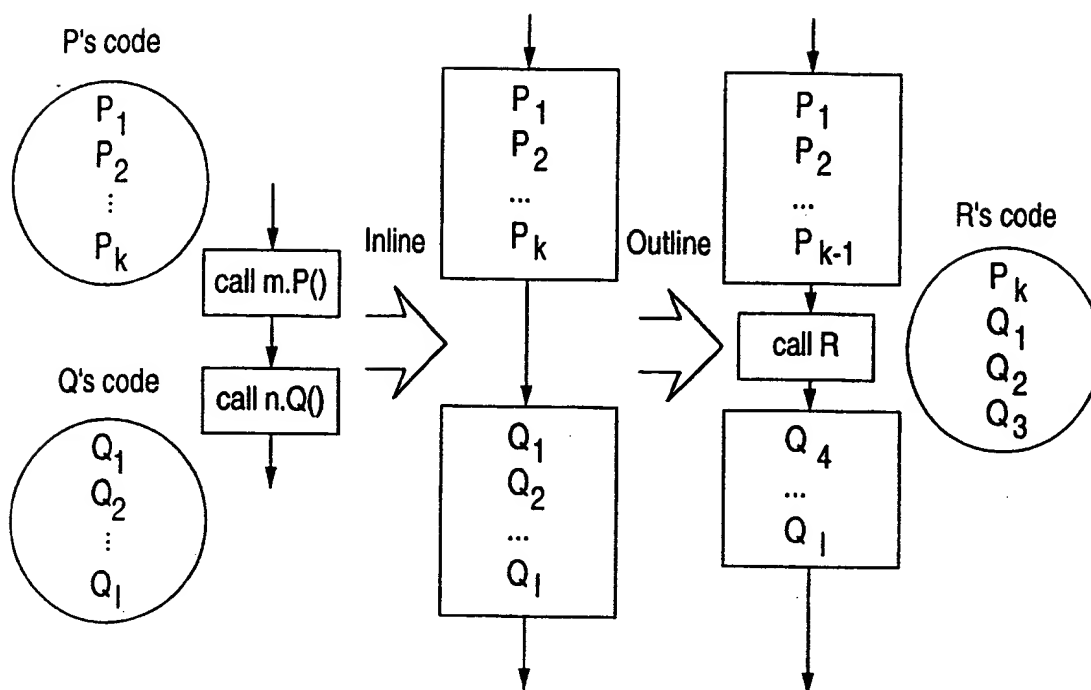 P's code
P₁
P₂
...
Pₖ
call m.P()
call n.Q()
Q's code
Q₁
Q₂
...
Qₗ
Inline
P₁
P₂
...
Pₖ
Q₁
Q₂
...
Qₗ
Outline
P₁
P₂
...
Pₖ₋₁
call R
Q₄
...
Qₗ
R's code
Pₖ
Q₁
Q₂
Q₃